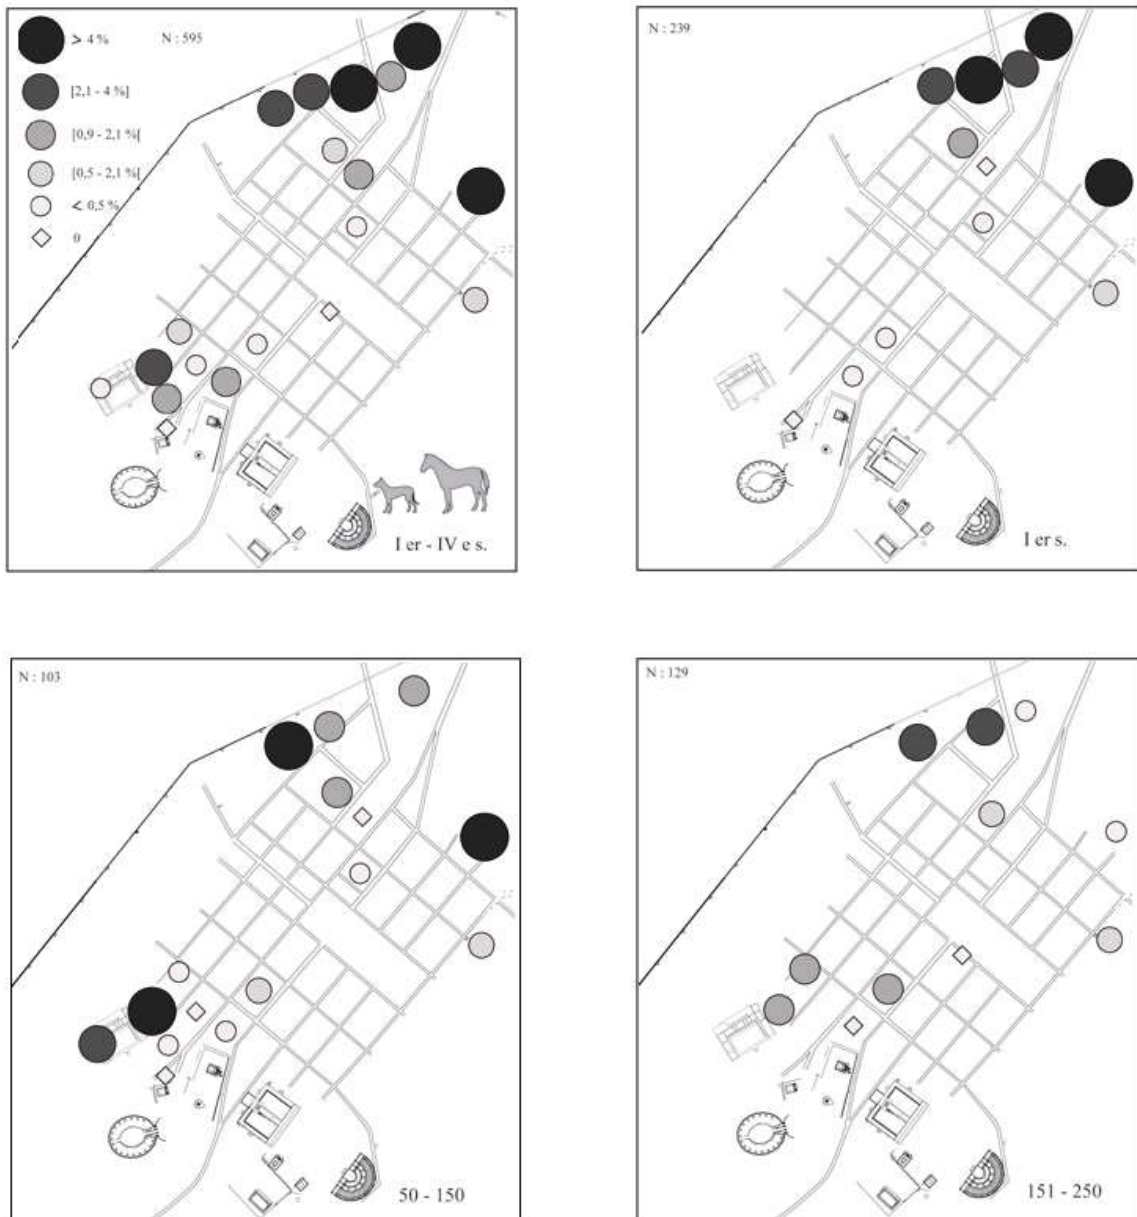 > 4 %
N : 595
[2,1 - 4 %]
[0,9 - 2,1 %[
[0,5 - 2,1 %[
< 0,5 %
0
I er - IV e s.
N : 239
I er s.
N : 103
50 - 150
N : 129
151 - 250